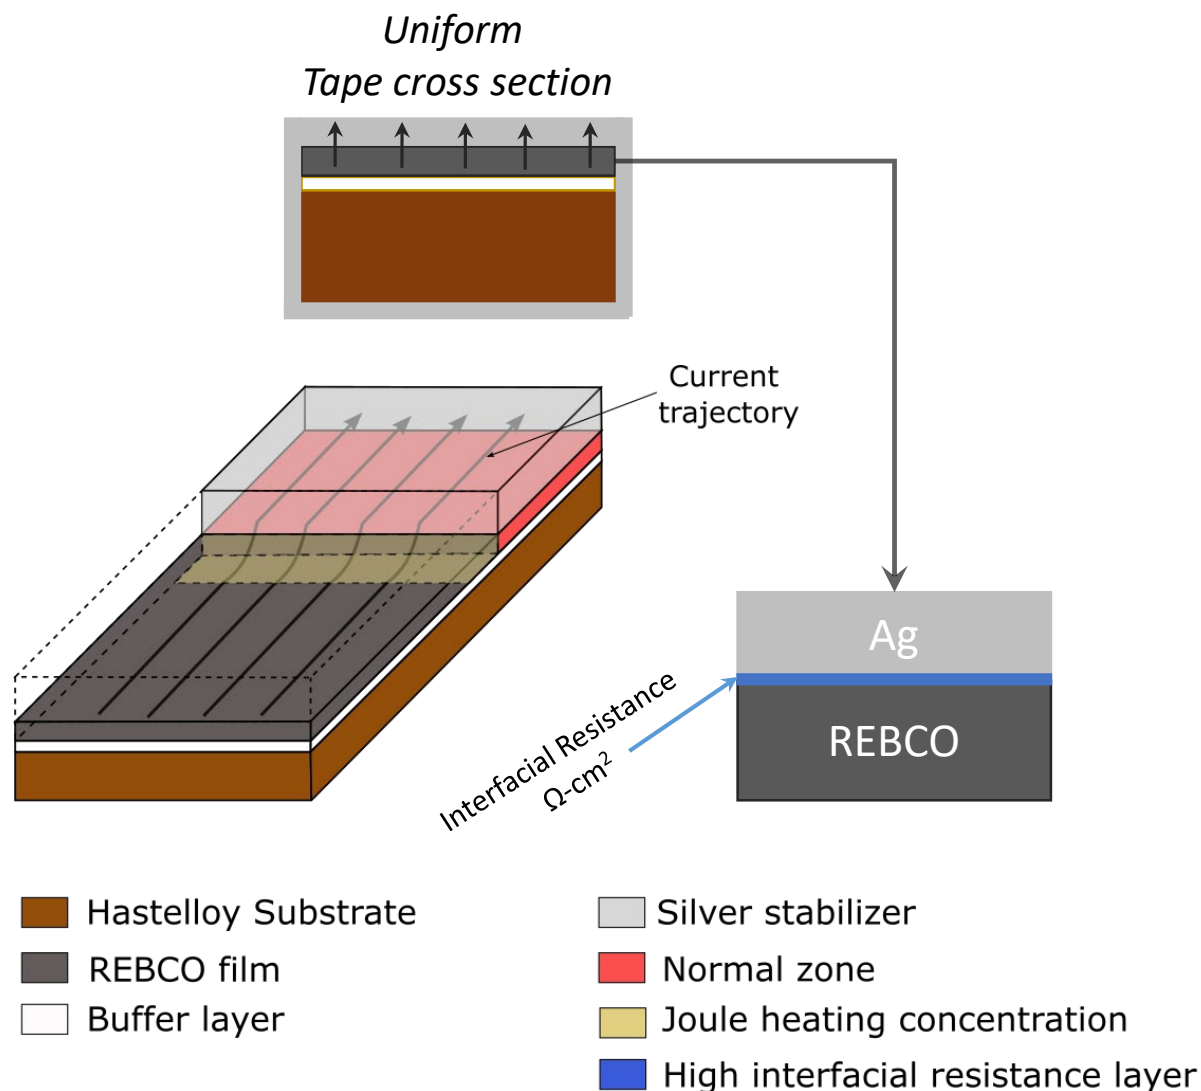 Uniform
Tape cross section
Current
trajectory
Ag
REBCO
Interfacial Resistance
Ω-cm²
Hastelloy Substrate
REBCO film
Buffer layer
Silver stabilizer
Normal zone
Joule heating concentration
High interfacial resistance layer